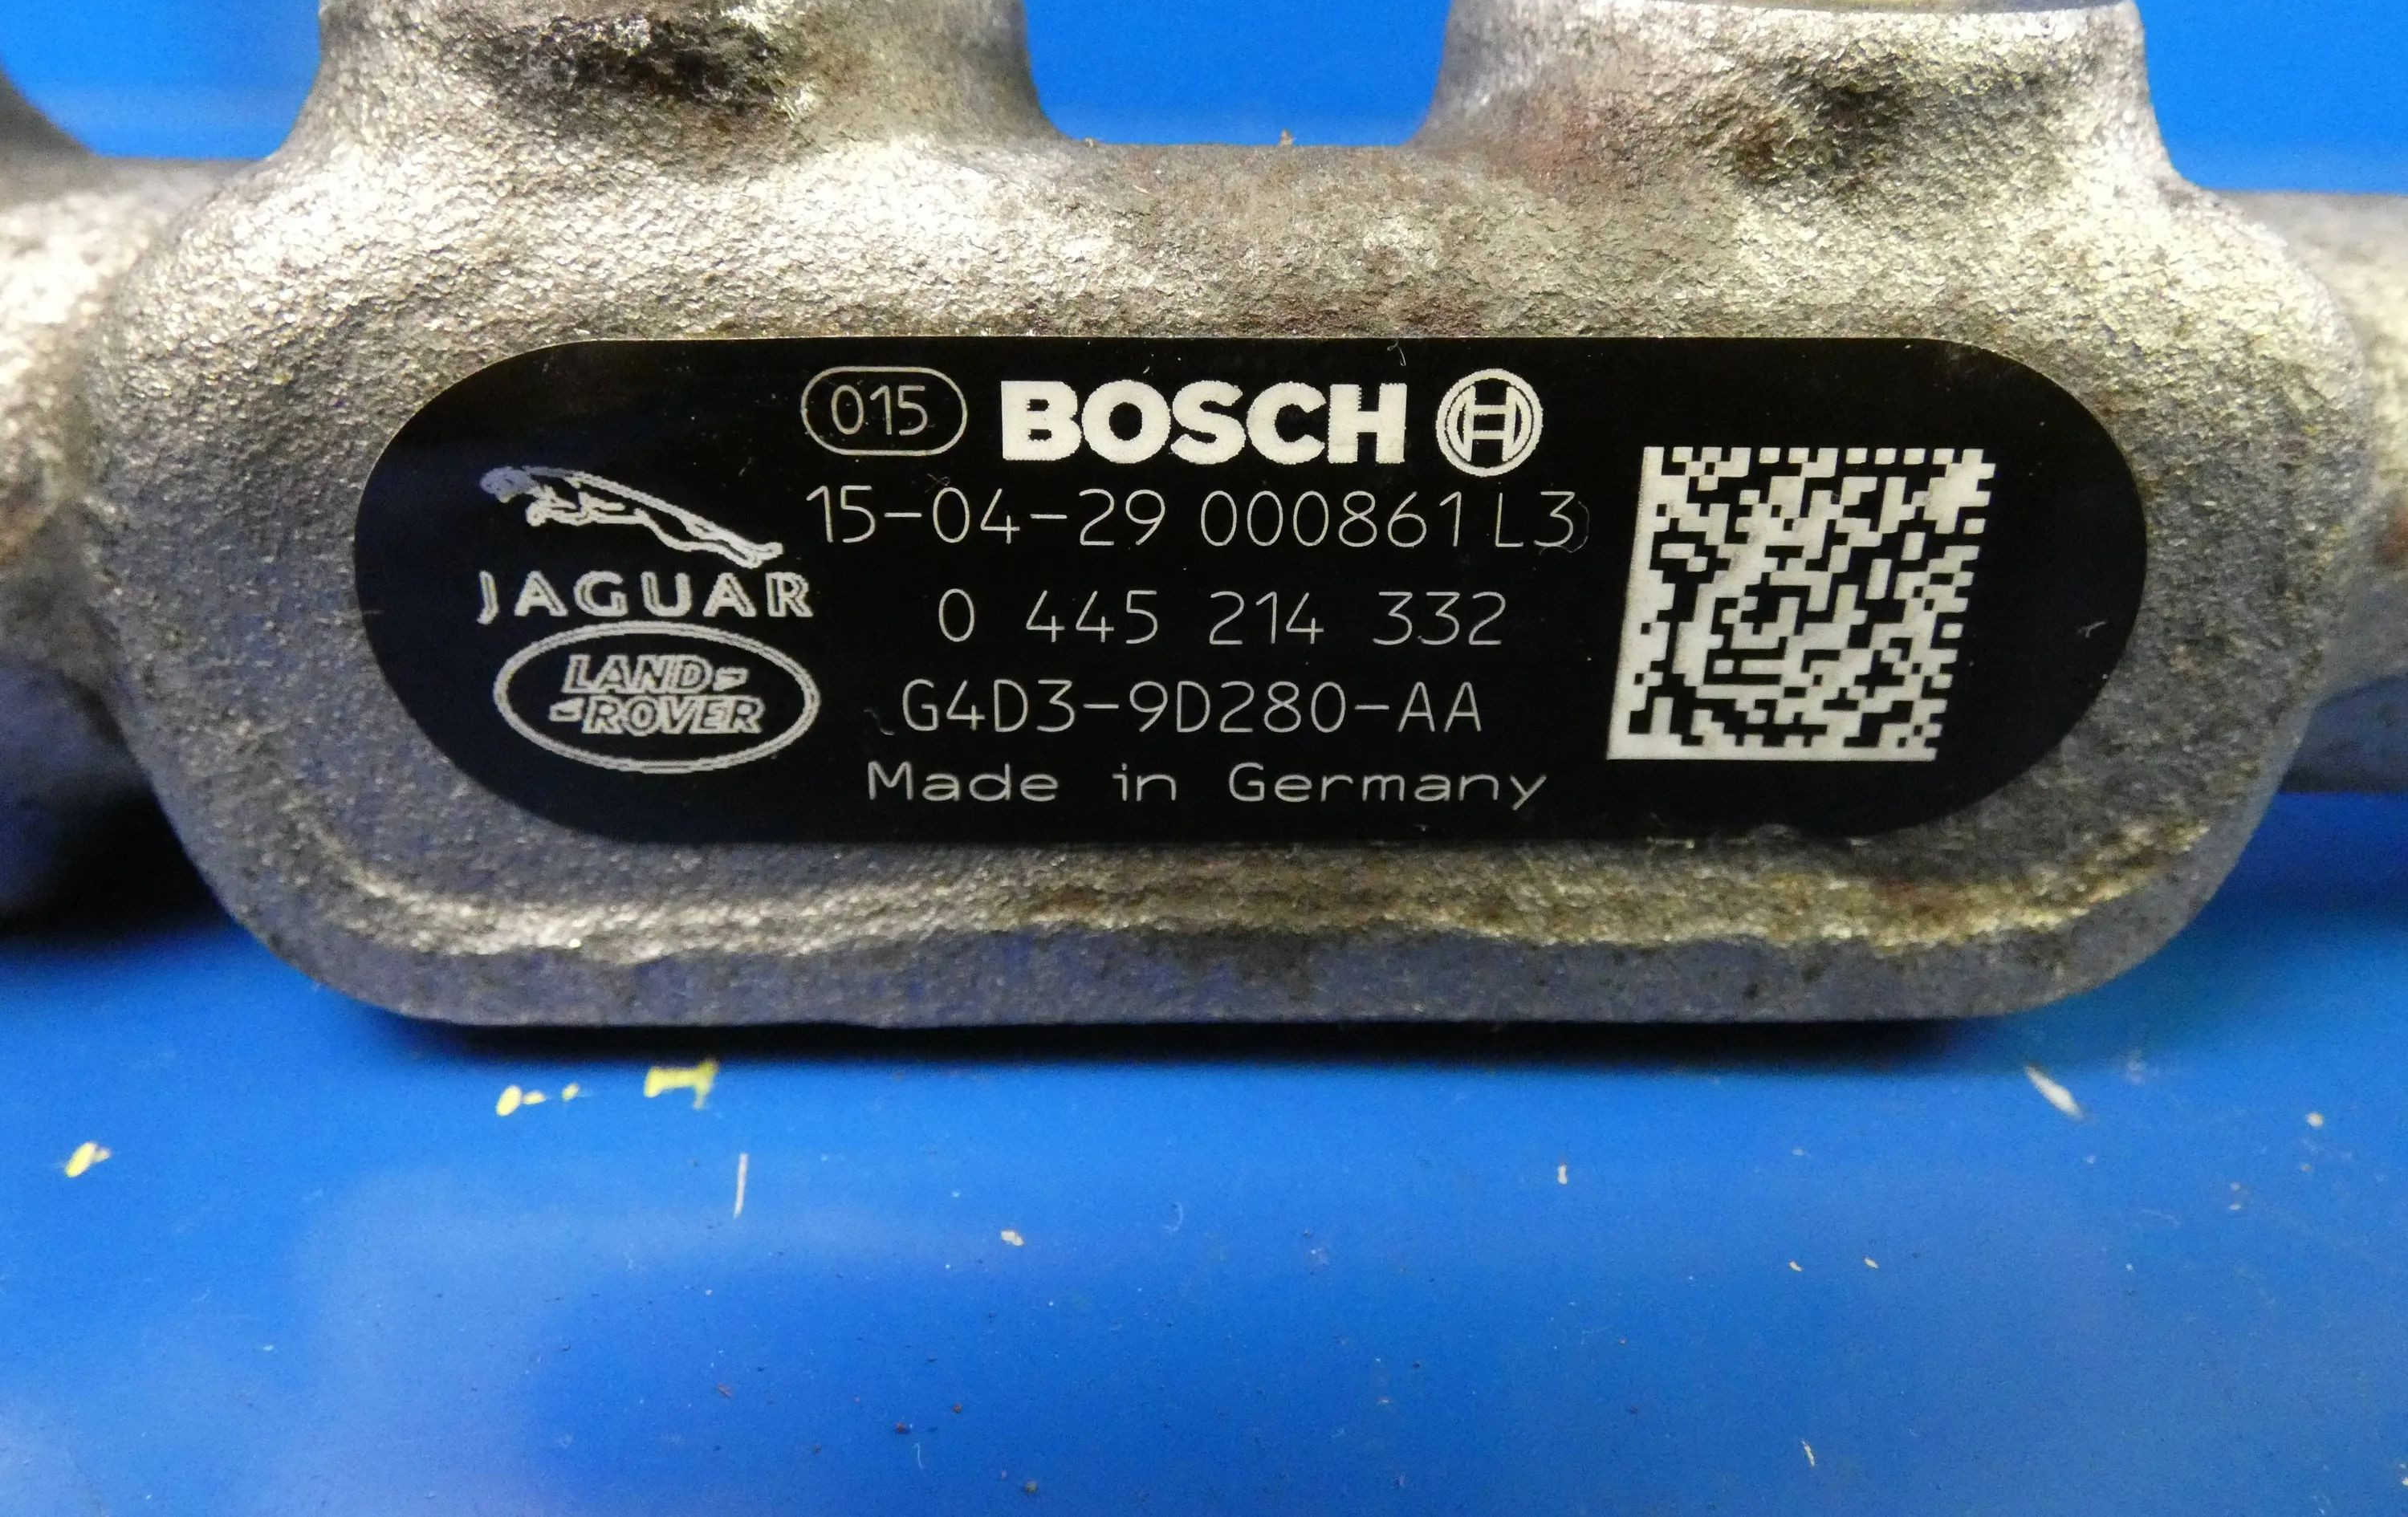 015 BOSCH
15-04-29 000861 L3
0 445 214 332
G4D3-9D280-AA
Made in Germany
JAGUAR
LAND-
-ROVER